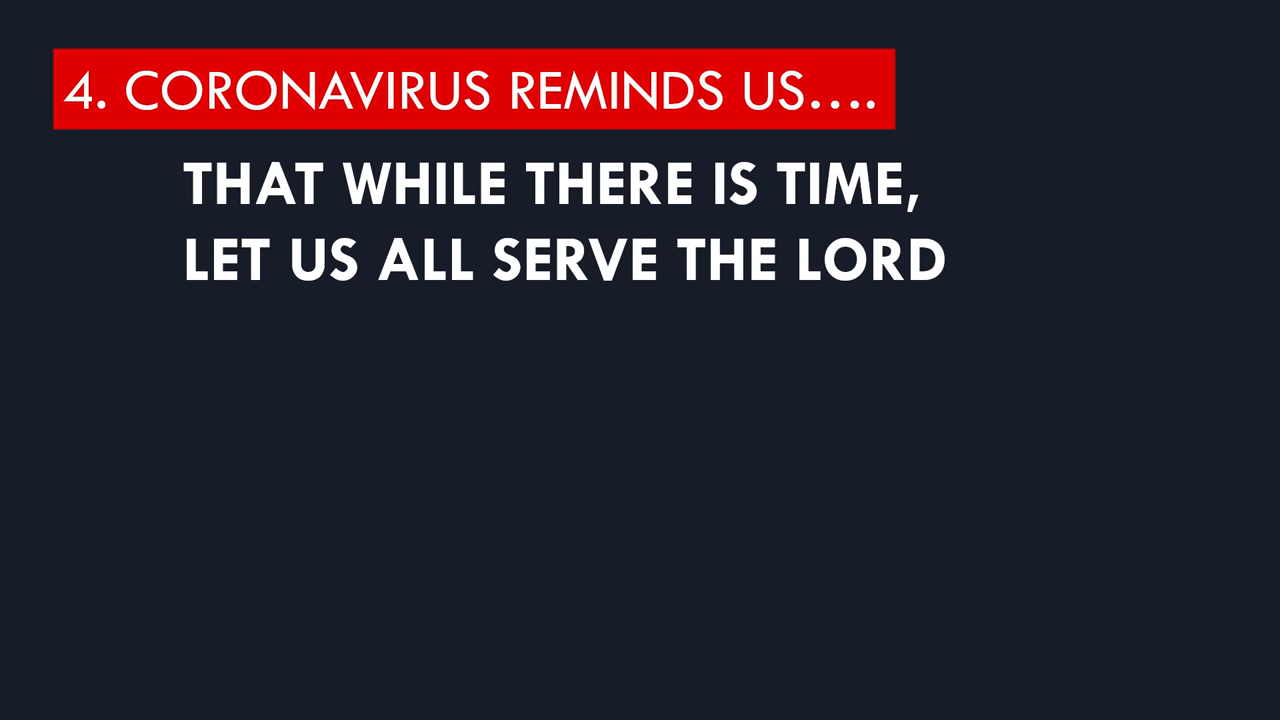 4. CORONAVIRUS REMINDS US....
THAT WHILE THERE IS TIME,
LET US ALL SERVE THE LORD